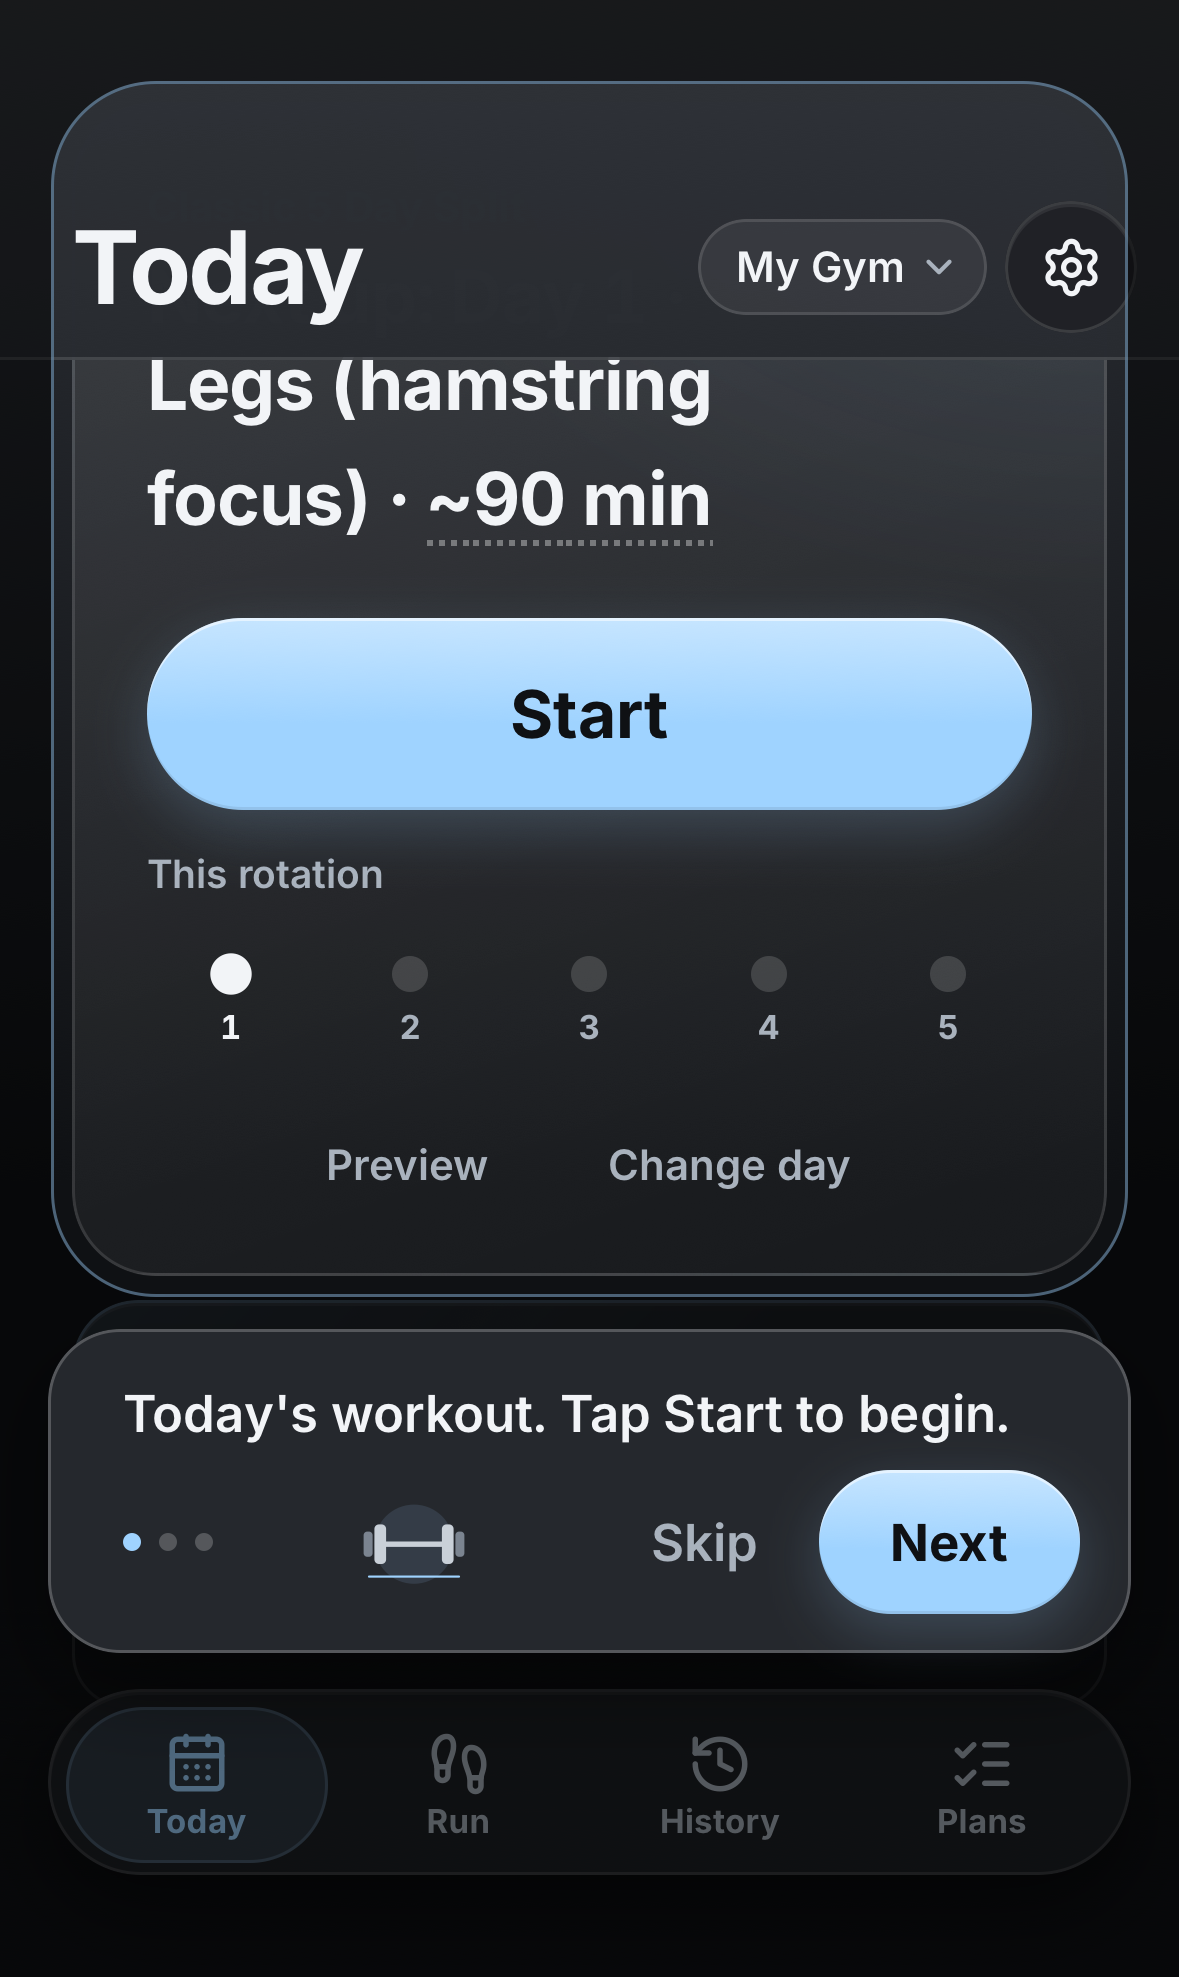 Today
My Gym
Legs (hamstring
focus) · ~90 min
Start
This rotation
1 2 3 4 5
Preview Change day
Today's workout. Tap Start to begin.
Skip Next
Today Run History Plans